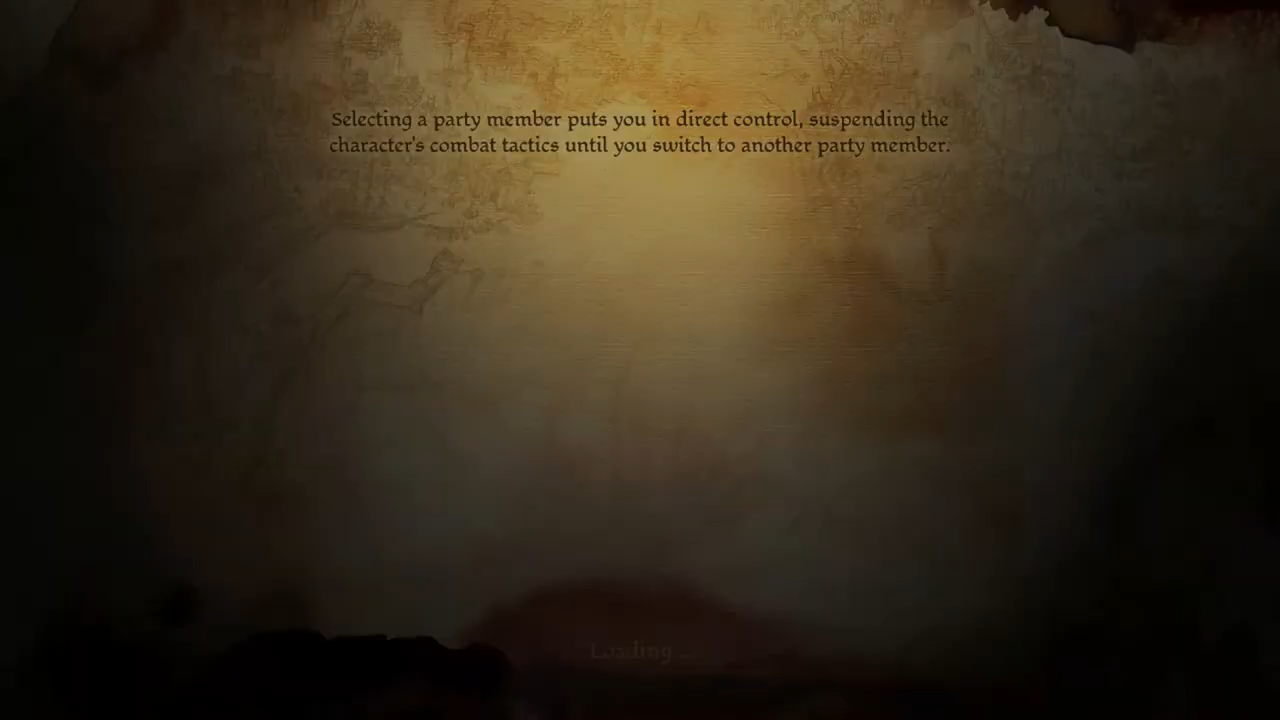 Selecting a party member puts you in direct control, suspending the
character's combat tactics until you switch to another party member.
Loading ...